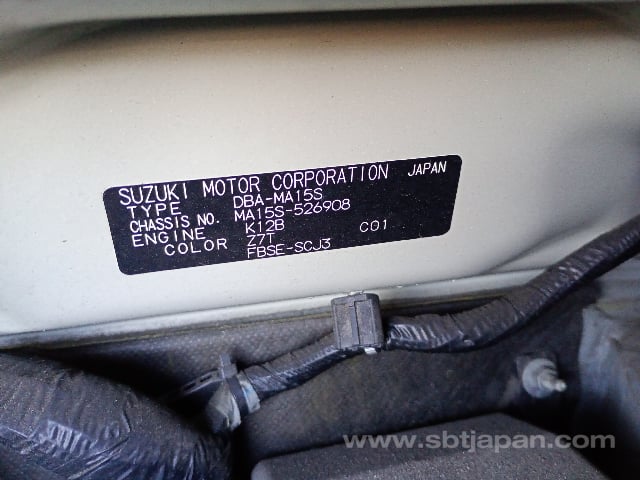 SUZUKI MOTOR CORPORATION JAPAN
TYPE DBA-MA15S
CHASSIS NO. MA15S-526908
ENGINE K12B C01
COLOR Z7T
FBSE-SCJ3
www.sbtjapan.com